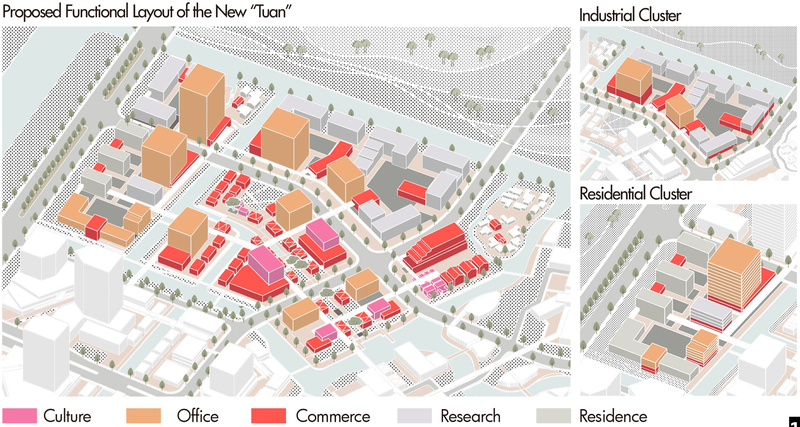 Proposed Functional Layout of the New “Tuan”
Industrial Cluster
Residential Cluster
Culture
Office
Commerce
Research
Residence